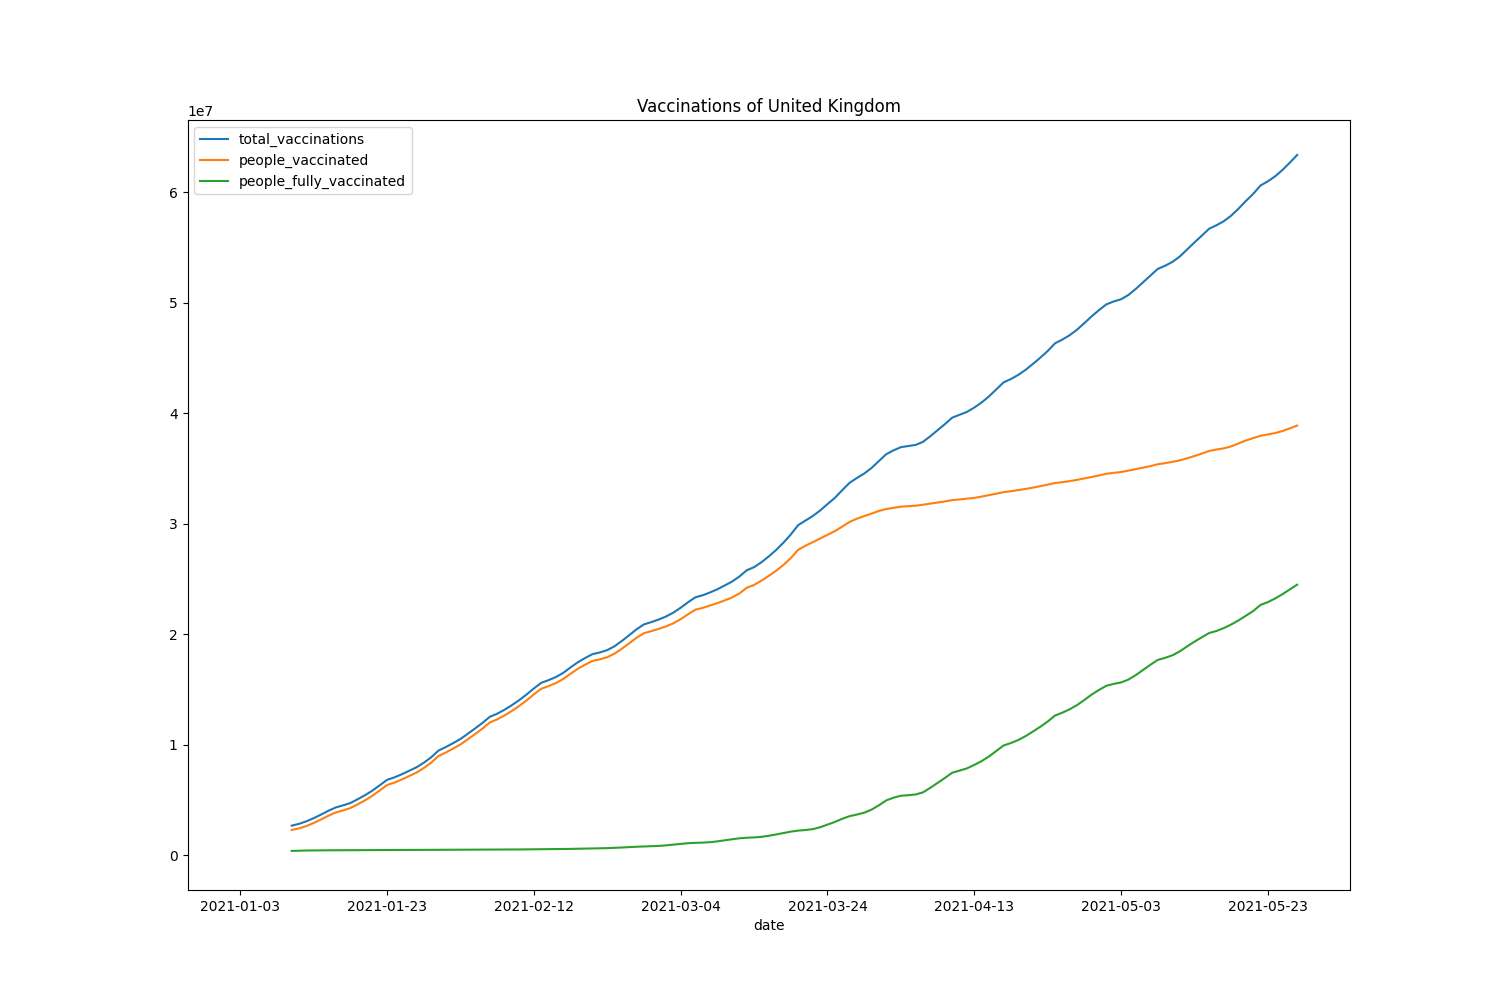 Vaccinations of United Kingdom
1e7
total_vaccinations
people_vaccinated
people_fully_vaccinated
6
5
4
3
2
1
0
2021-01-03 2021-01-23 2021-02-12 2021-03-04 2021-03-24 2021-04-13 2021-05-03 2021-05-23
date